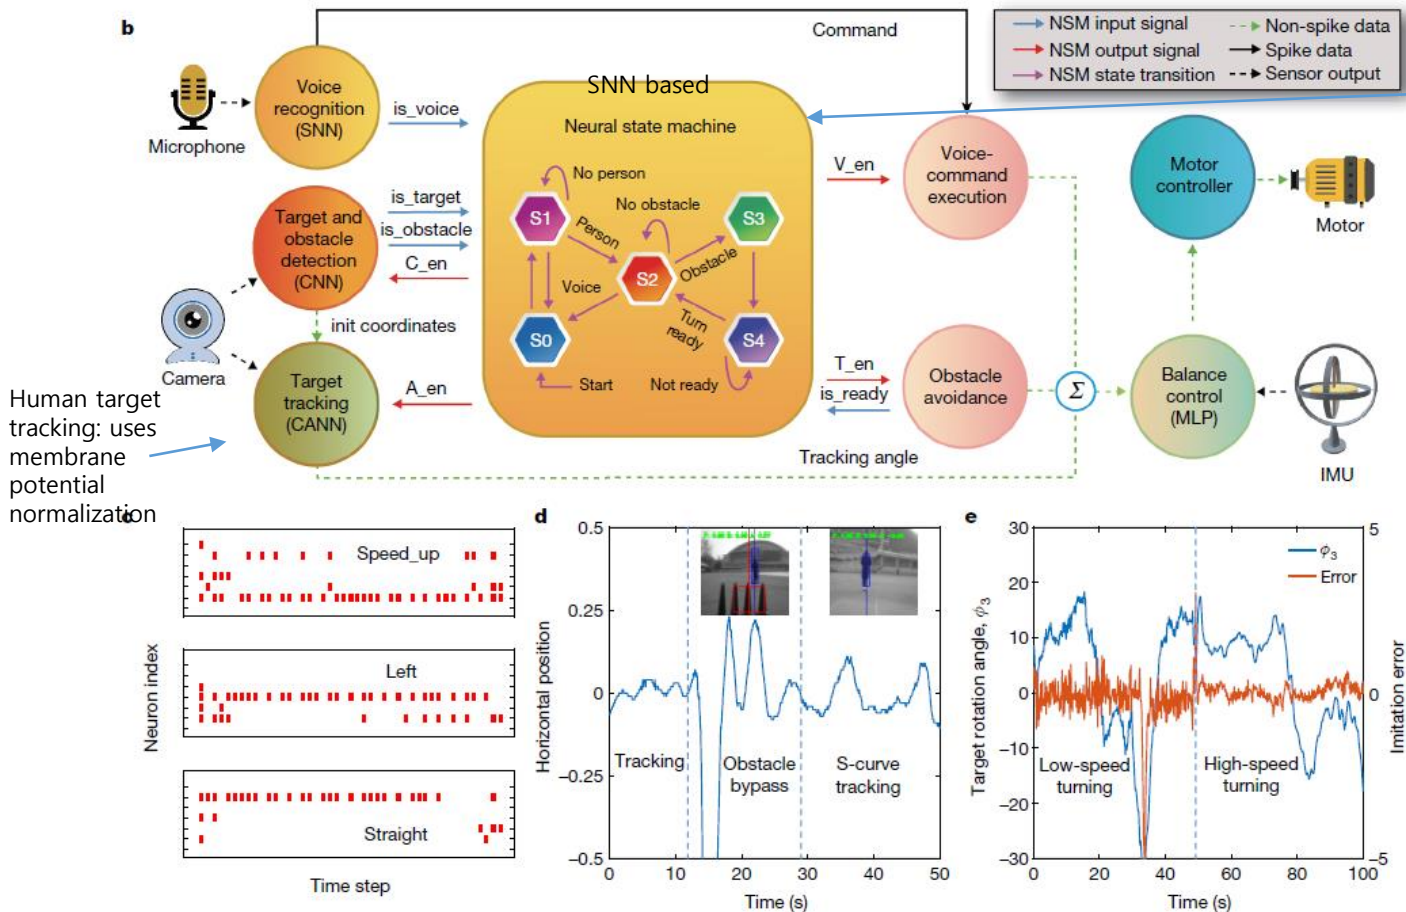 b
Command
NSM input signal
NSM output signal
NSM state transition
Non-spike data
Spike data
Sensor output
Microphone
Voice
recognition
(SNN)
is_voice
SNN based
Neural state machine
No person
S1
Person
No obstacle
S2
S3
Obstacle
Voice
S0
Start
Turn
ready
S4
Not ready
V_en
Voice-
command
execution
Motor
controller
Motor
Target and
obstacle
detection
(CNN)
is_target
is_obstacle
C_en
init coordinates
Camera
Target
tracking
(CANN)
A_en
T_en
is_ready
Obstacle
avoidance
Σ
Balance
control
(MLP)
IMU
Tracking angle
Human target
tracking: uses
membrane
potential
normalization
Neuron index
Speed_up
Left
Straight
Time step
d
Horizontal position
0.5
0.25
0
−0.25
−0.5
Tracking
Obstacle
bypass
S-curve
tracking
0 10 20 30 40 50
Time (s)
e
Target rotation angle, ϕ3
30
20
10
0
−10
−20
−30
ϕ3
Error
Low-speed
turning
High-speed
turning
5
0
−5
Imitation error
0 20 40 60 80 100
Time (s)